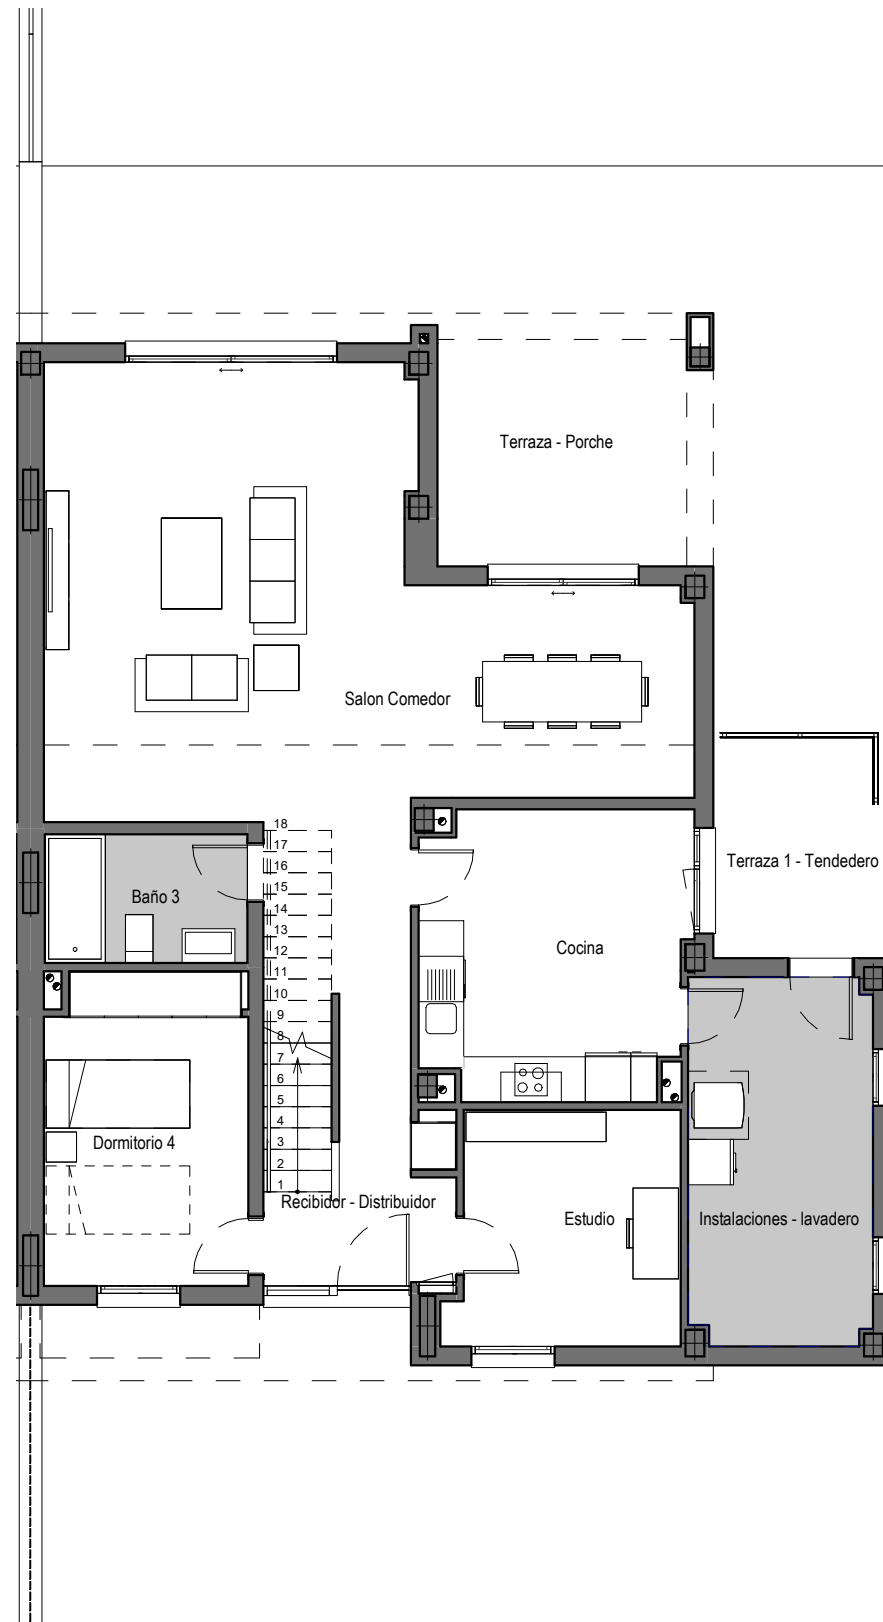 Terraza - Porche
Salon Comedor
18
17
16
15
14
13
12
11
10
9
8
7
6
5
4
3
2
1
Terraza 1 - Tendedero
Baño 3
Cocina
Dormitorio 4
Recibidor - Distribuidor
Estudio
Instalaciones - lavadero